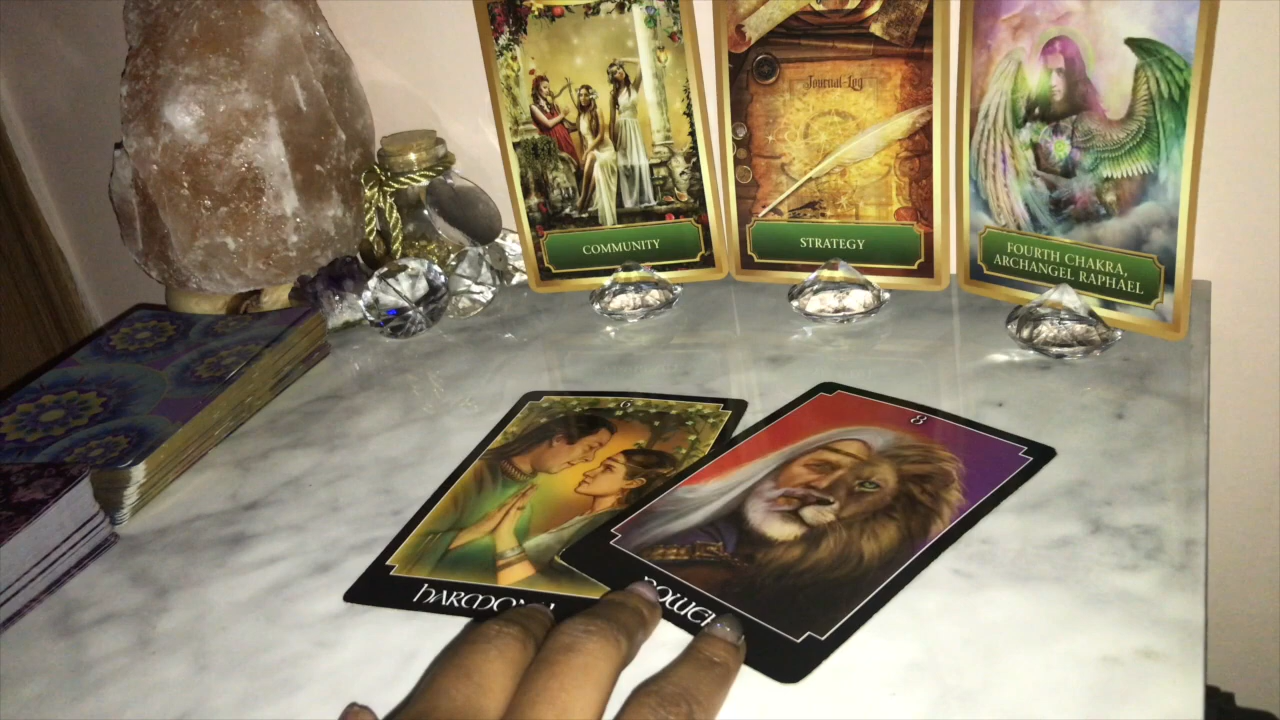 COMMUNITY
Journal-Log
STRATEGY
FOURTH CHAKRA,
ARCHANGEL RAPHAEL
6
8